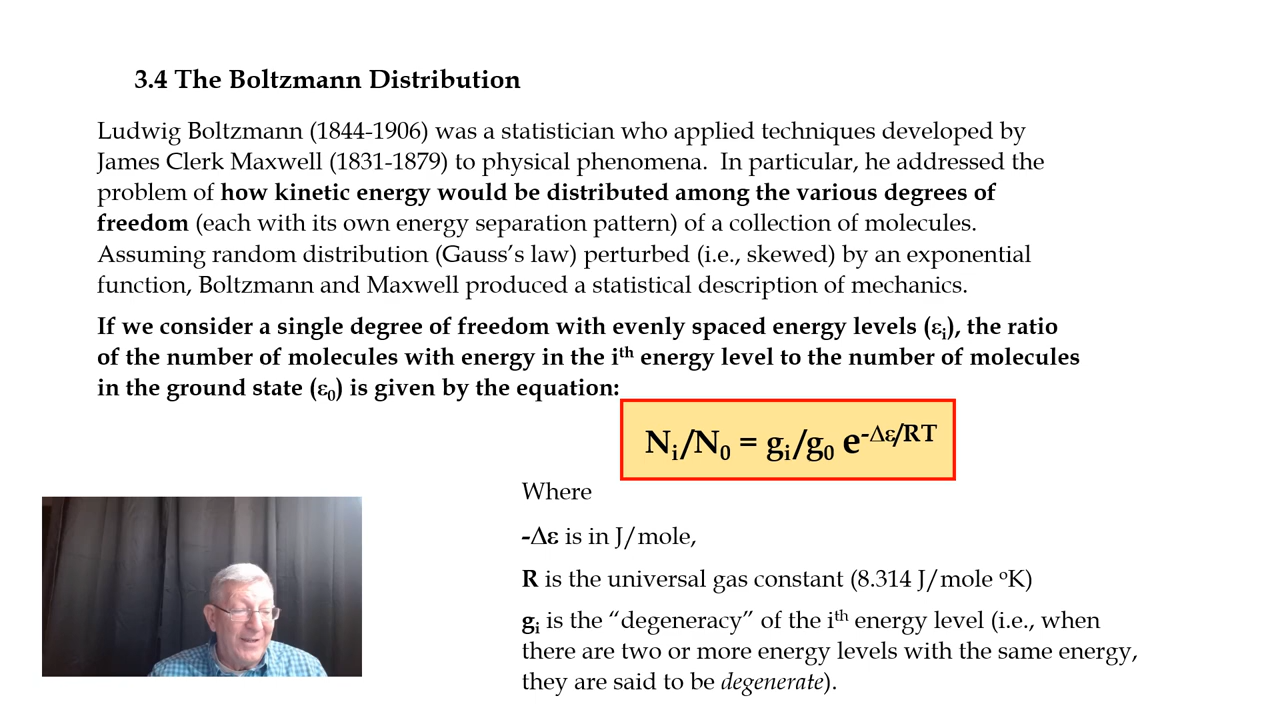 3.4 The Boltzmann Distribution
Ludwig Boltzmann (1844-1906) was a statistician who applied techniques developed by
James Clerk Maxwell (1831-1879) to physical phenomena.  In particular, he addressed the
problem of how kinetic energy would be distributed among the various degrees of
freedom (each with its own energy separation pattern) of a collection of molecules.
Assuming random distribution (Gauss’s law) perturbed (i.e., skewed) by an exponential
function, Boltzmann and Maxwell produced a statistical description of mechanics.
If we consider a single degree of freedom with evenly spaced energy levels (εᵢ), the ratio
of the number of molecules with energy in the iᵗʰ energy level to the number of molecules
in the ground state (ε₀) is given by the equation:
Nᵢ/N₀ = gᵢ/g₀ e^-Δε/RT
Where
-Δε is in J/mole,
R is the universal gas constant (8.314 J/mole ᵒK)
gᵢ is the “degeneracy” of the iᵗʰ energy level (i.e., when
there are two or more energy levels with the same energy,
they are said to be degenerate).